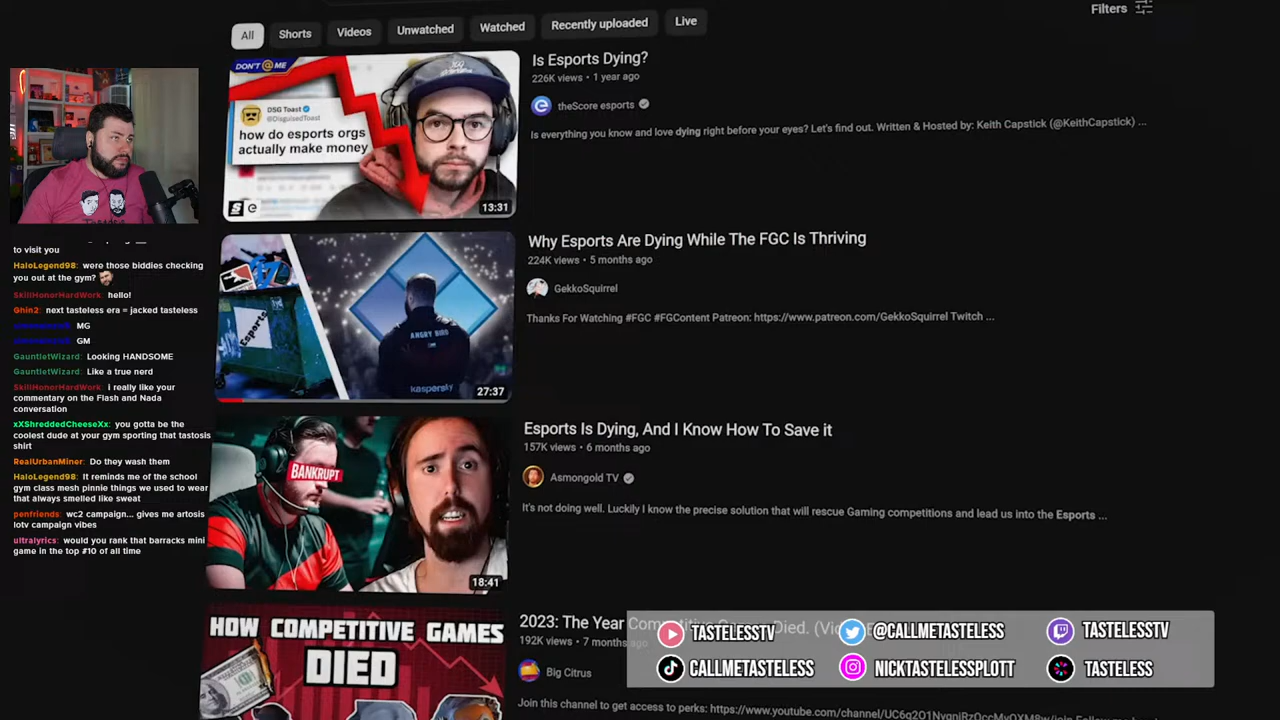 All
Shorts
Videos
Unwatched
Watched
Recently uploaded
Live
Filters
DON'T @ ME
DSG Toast
@DisguisedToast
how do esports orgs
actually make money
13:31
Is Esports Dying?
226K views • 1 year ago
theScore esports
Is everything you know and love dying right before your eyes? Let's find out. Written & Hosted by: Keith Capstick (@KeithCapstick) ...
Esports
ANGRY BIRD
kaspersky
27:37
Why Esports Are Dying While The FGC Is Thriving
224K views • 5 months ago
GekkoSquirrel
Thanks For Watching #FGC #FGContent Patreon: https://www.patreon.com/GekkoSquirrel Twitch ...
BANKRUPT
18:41
Esports Is Dying, And I Know How To Save it
157K views • 6 months ago
Asmongold TV
It's not doing well. Luckily I know the precise solution that will rescue Gaming competitions and lead us into the Esports ...
HOW COMPETITIVE GAMES
DIED
2023: The Year Competitive Games Died. (Vid
192K views • 7 months ago
Big Citrus
Join this channel to get access to perks: https://www.youtube.com/channel/
to visit you
HaloLegend98: were those biddies checking
you out at the gym?
SkillHonorHardWork: hello!
Ghin2: next tasteless era = jacked tasteless
MG
GM
GauntletWizard: Looking HANDSOME
GauntletWizard: Like a true nerd
SkillHonorHardWork: i really like your
commentary on the Flash and Nada
conversation
xXShreddedCheeseXx: you gotta be the
coolest dude at your gym sporting that tastosis
shirt
RealUrbanMiner: Do they wash them
HaloLegend98: It reminds me of the school
gym class mesh pinnie things we used to wear
that always smelled like sweat
penfriends: wc2 campaign... gives me artosis
lotv campaign vibes
ultralyrics: would you rank that barracks mini
game in the top #10 of all time
TASTELESSTV
@CALLMETASTELESS
TASTELESSTV
CALLMETASTELESS
NICKTASTELESSPLOTT
TASTELESS